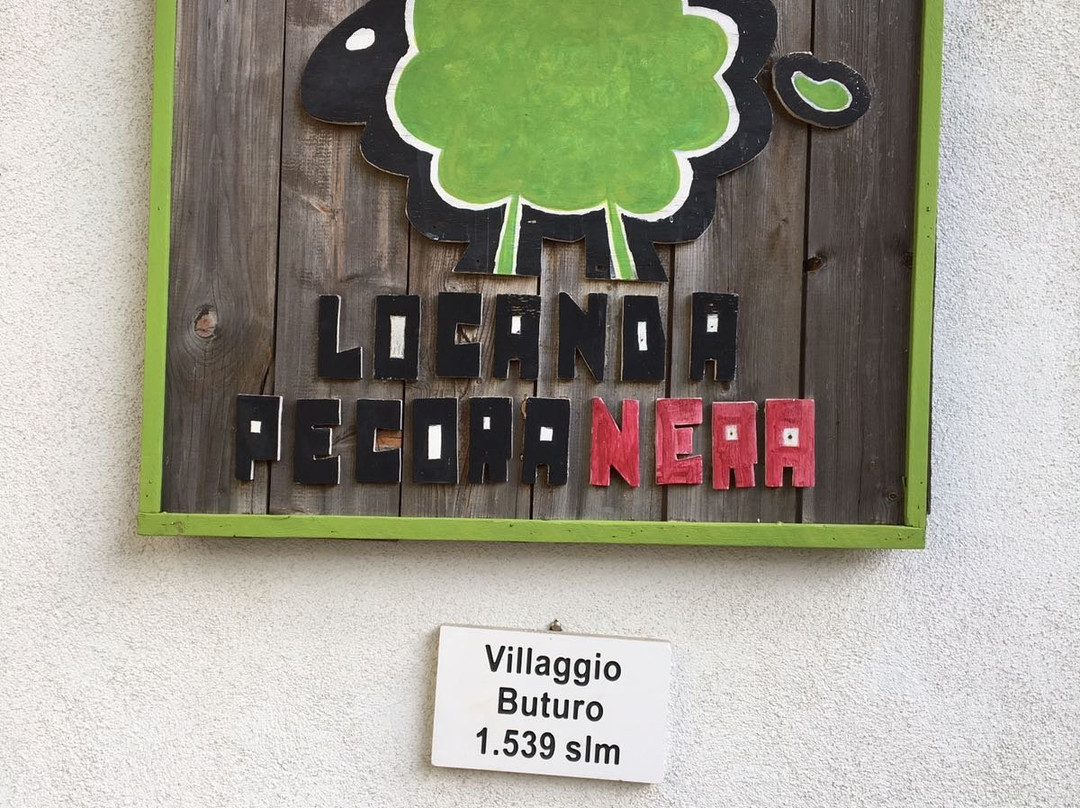 LOCANDA
PECORA NERA
Villaggio
Buturo
1.539 slm